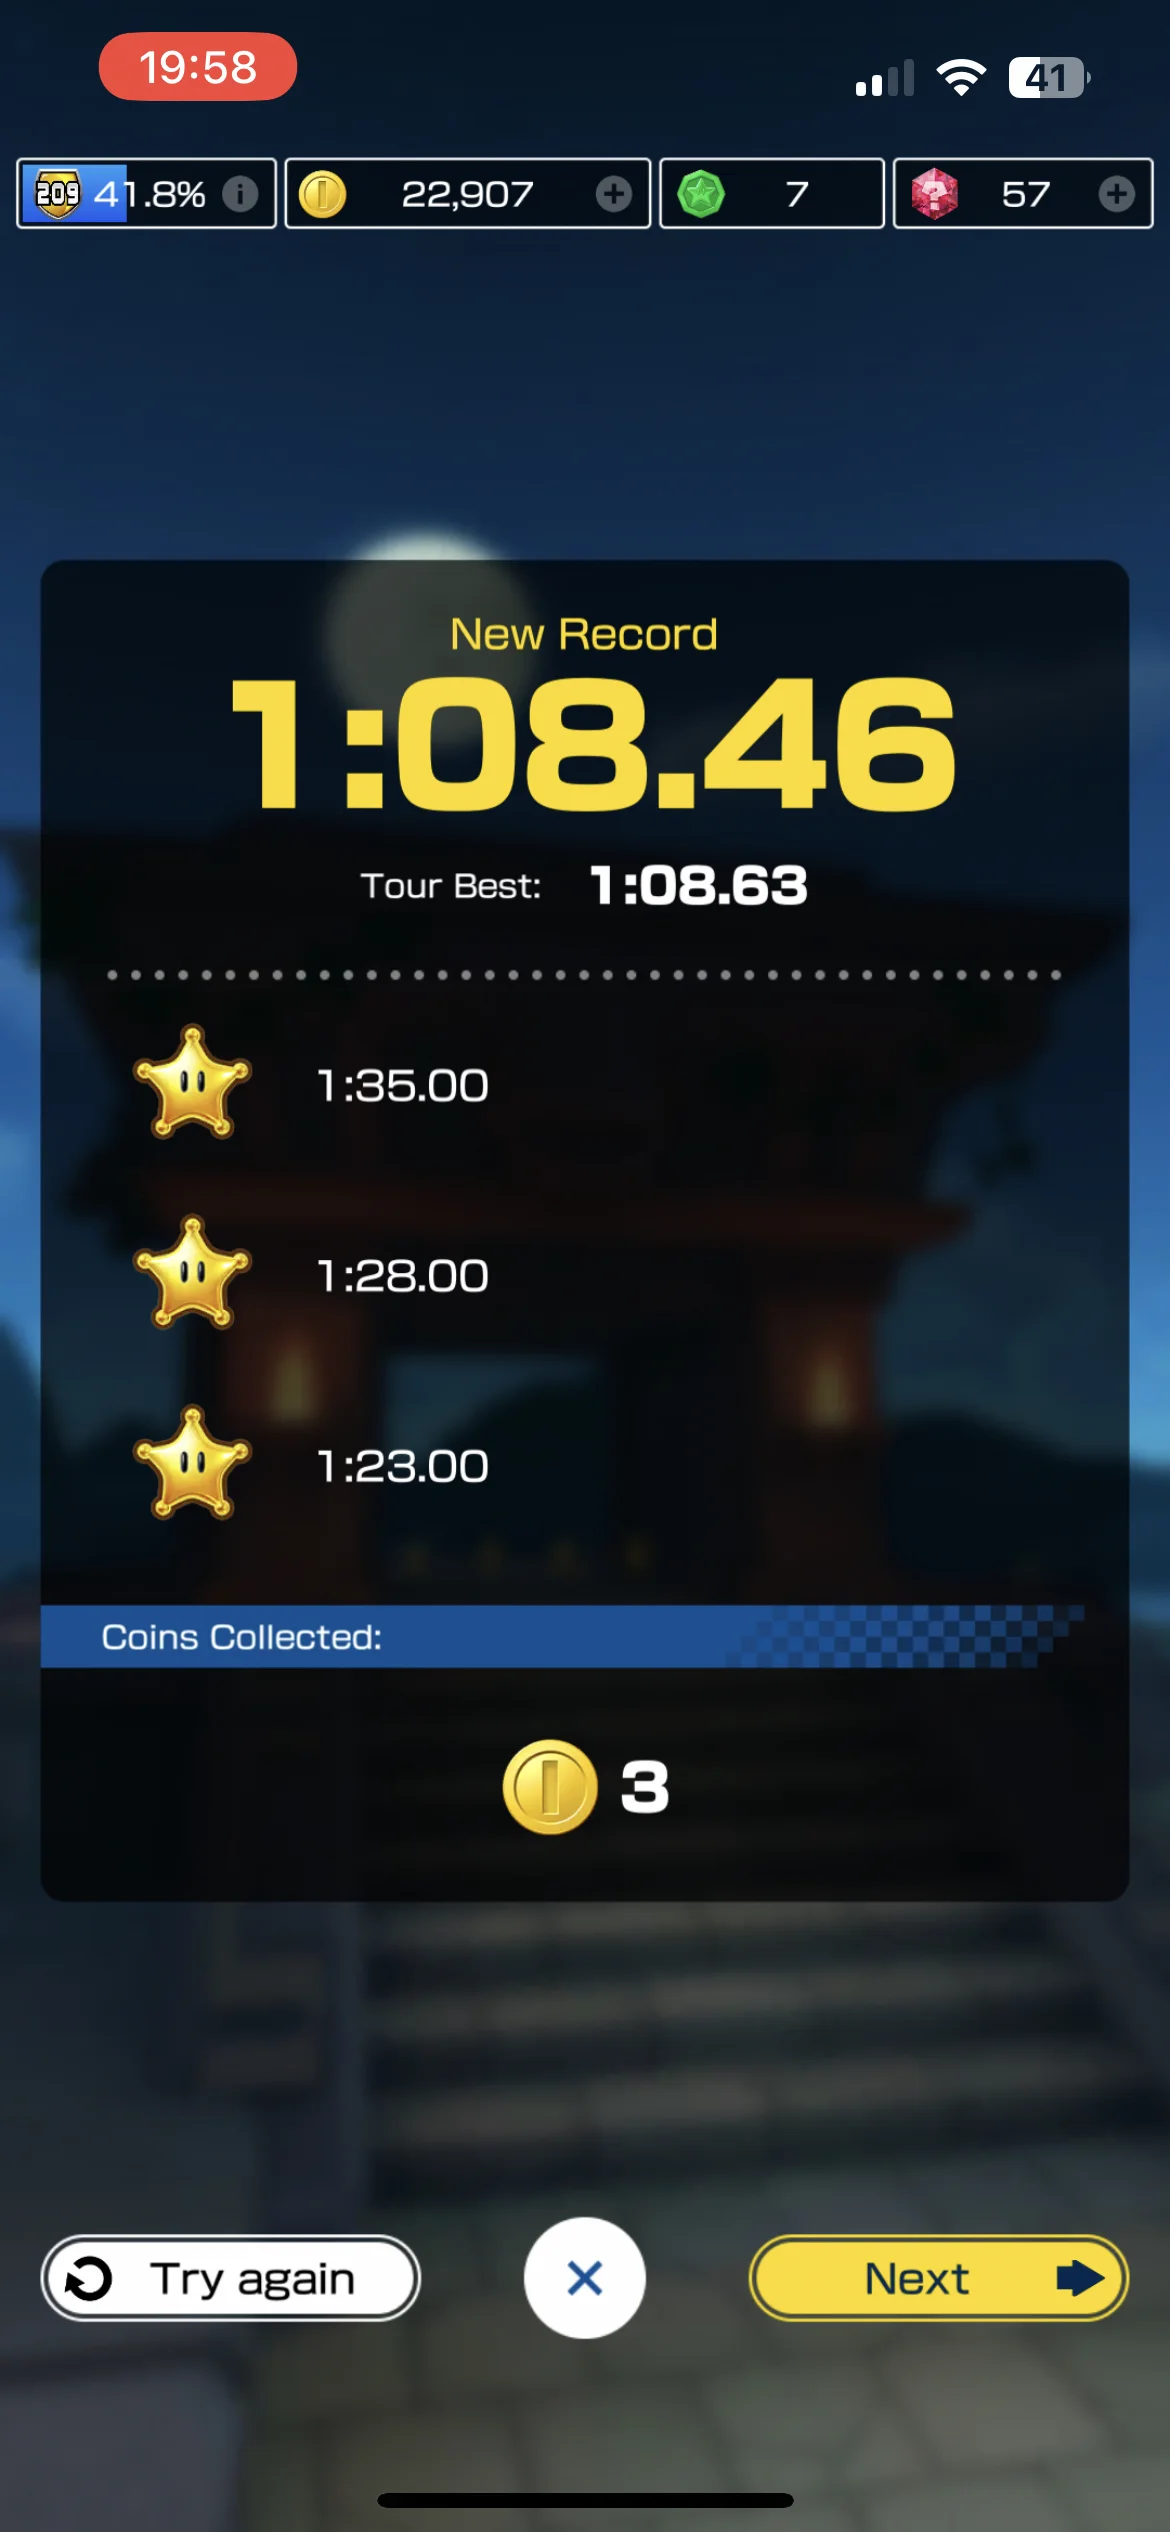 19:58
41
209 41.8% i 22,907 + 7 57 +
New Record
1:08.46
Tour Best: 1:08.63
1:35.00
1:28.00
1:23.00
Coins Collected:
3
Try again × Next